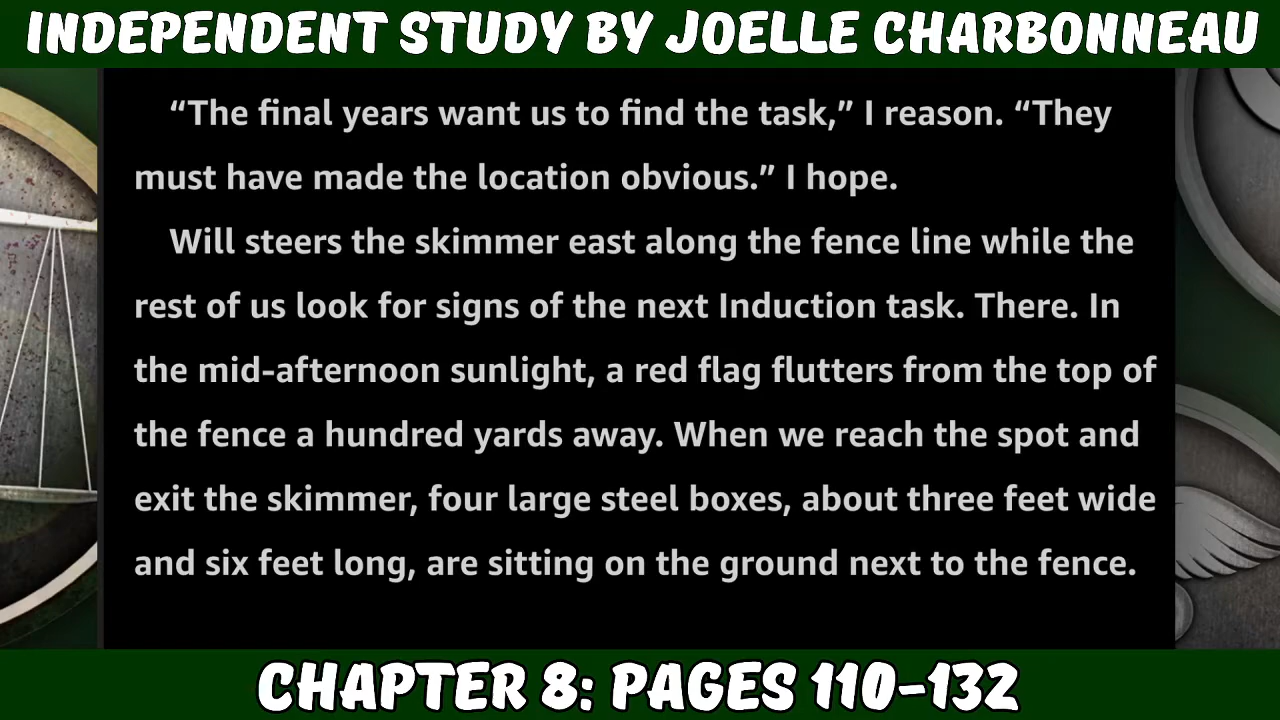 INDEPENDENT STUDY BY JOELLE CHARBONNEAU
“The final years want us to find the task,” I reason. “They
must have made the location obvious.” I hope.
Will steers the skimmer east along the fence line while the
rest of us look for signs of the next Induction task. There. In
the mid-afternoon sunlight, a red flag flutters from the top of
the fence a hundred yards away. When we reach the spot and
exit the skimmer, four large steel boxes, about three feet wide
and six feet long, are sitting on the ground next to the fence.
CHAPTER 8: PAGES 110-132